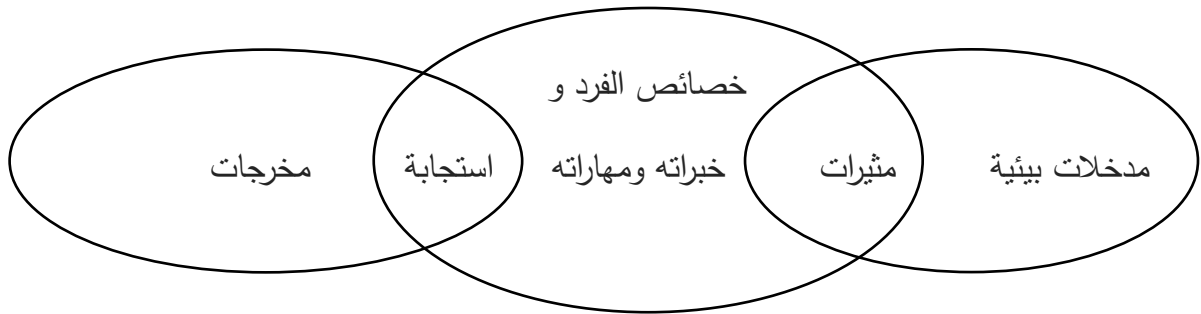 خصائص الفرد و
مدخلات بيئية مثيرات خبراته ومهاراته استجابة مخرجات